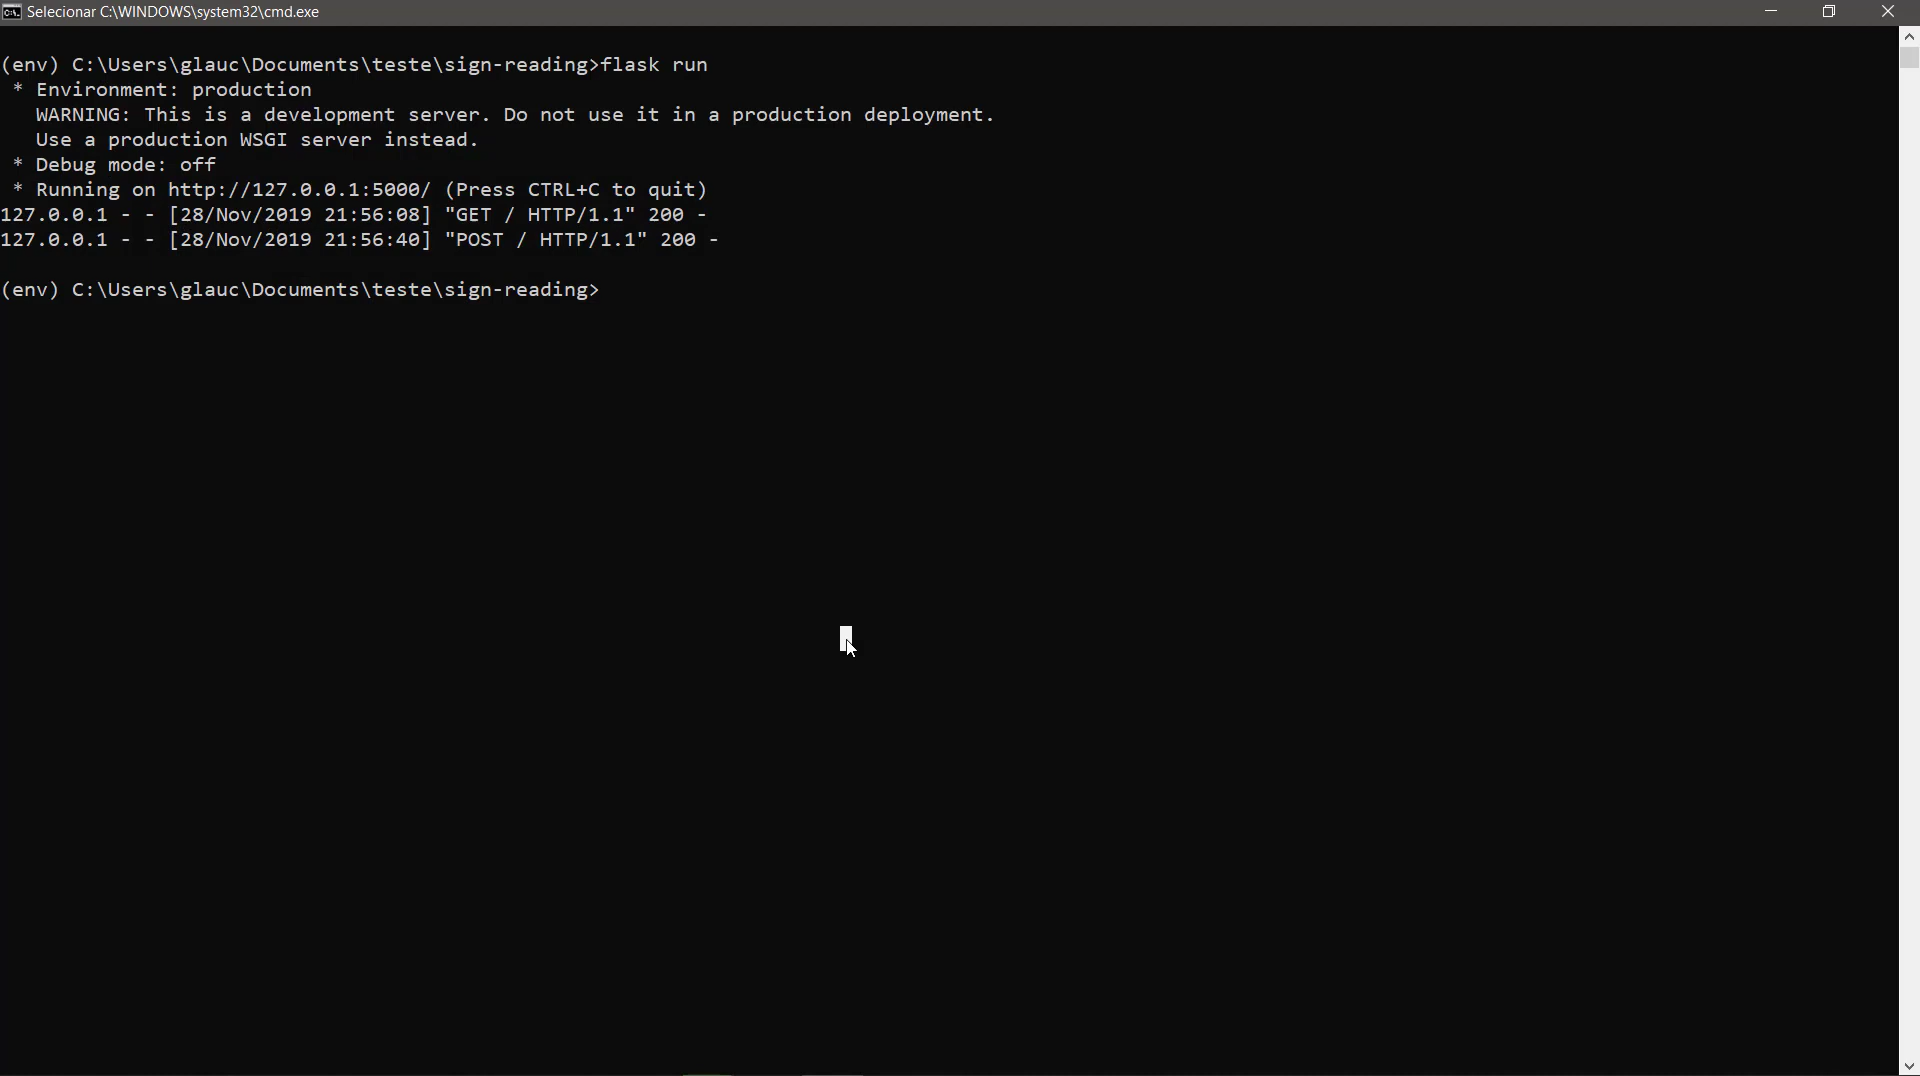 Selecionar C:\WINDOWS\system32\cmd.exe
(env) C:\Users\glauc\Documents\teste\sign-reading>flask run
* Environment: production
WARNING: This is a development server. Do not use it in a production deployment.
Use a production WSGI server instead.
* Debug mode: off
* Running on http://127.0.0.1:5000/ (Press CTRL+C to quit)
127.0.0.1 - - [28/Nov/2019 21:56:08] "GET / HTTP/1.1" 200 -
127.0.0.1 - - [28/Nov/2019 21:56:40] "POST / HTTP/1.1" 200 -
(env) C:\Users\glauc\Documents\teste\sign-reading>